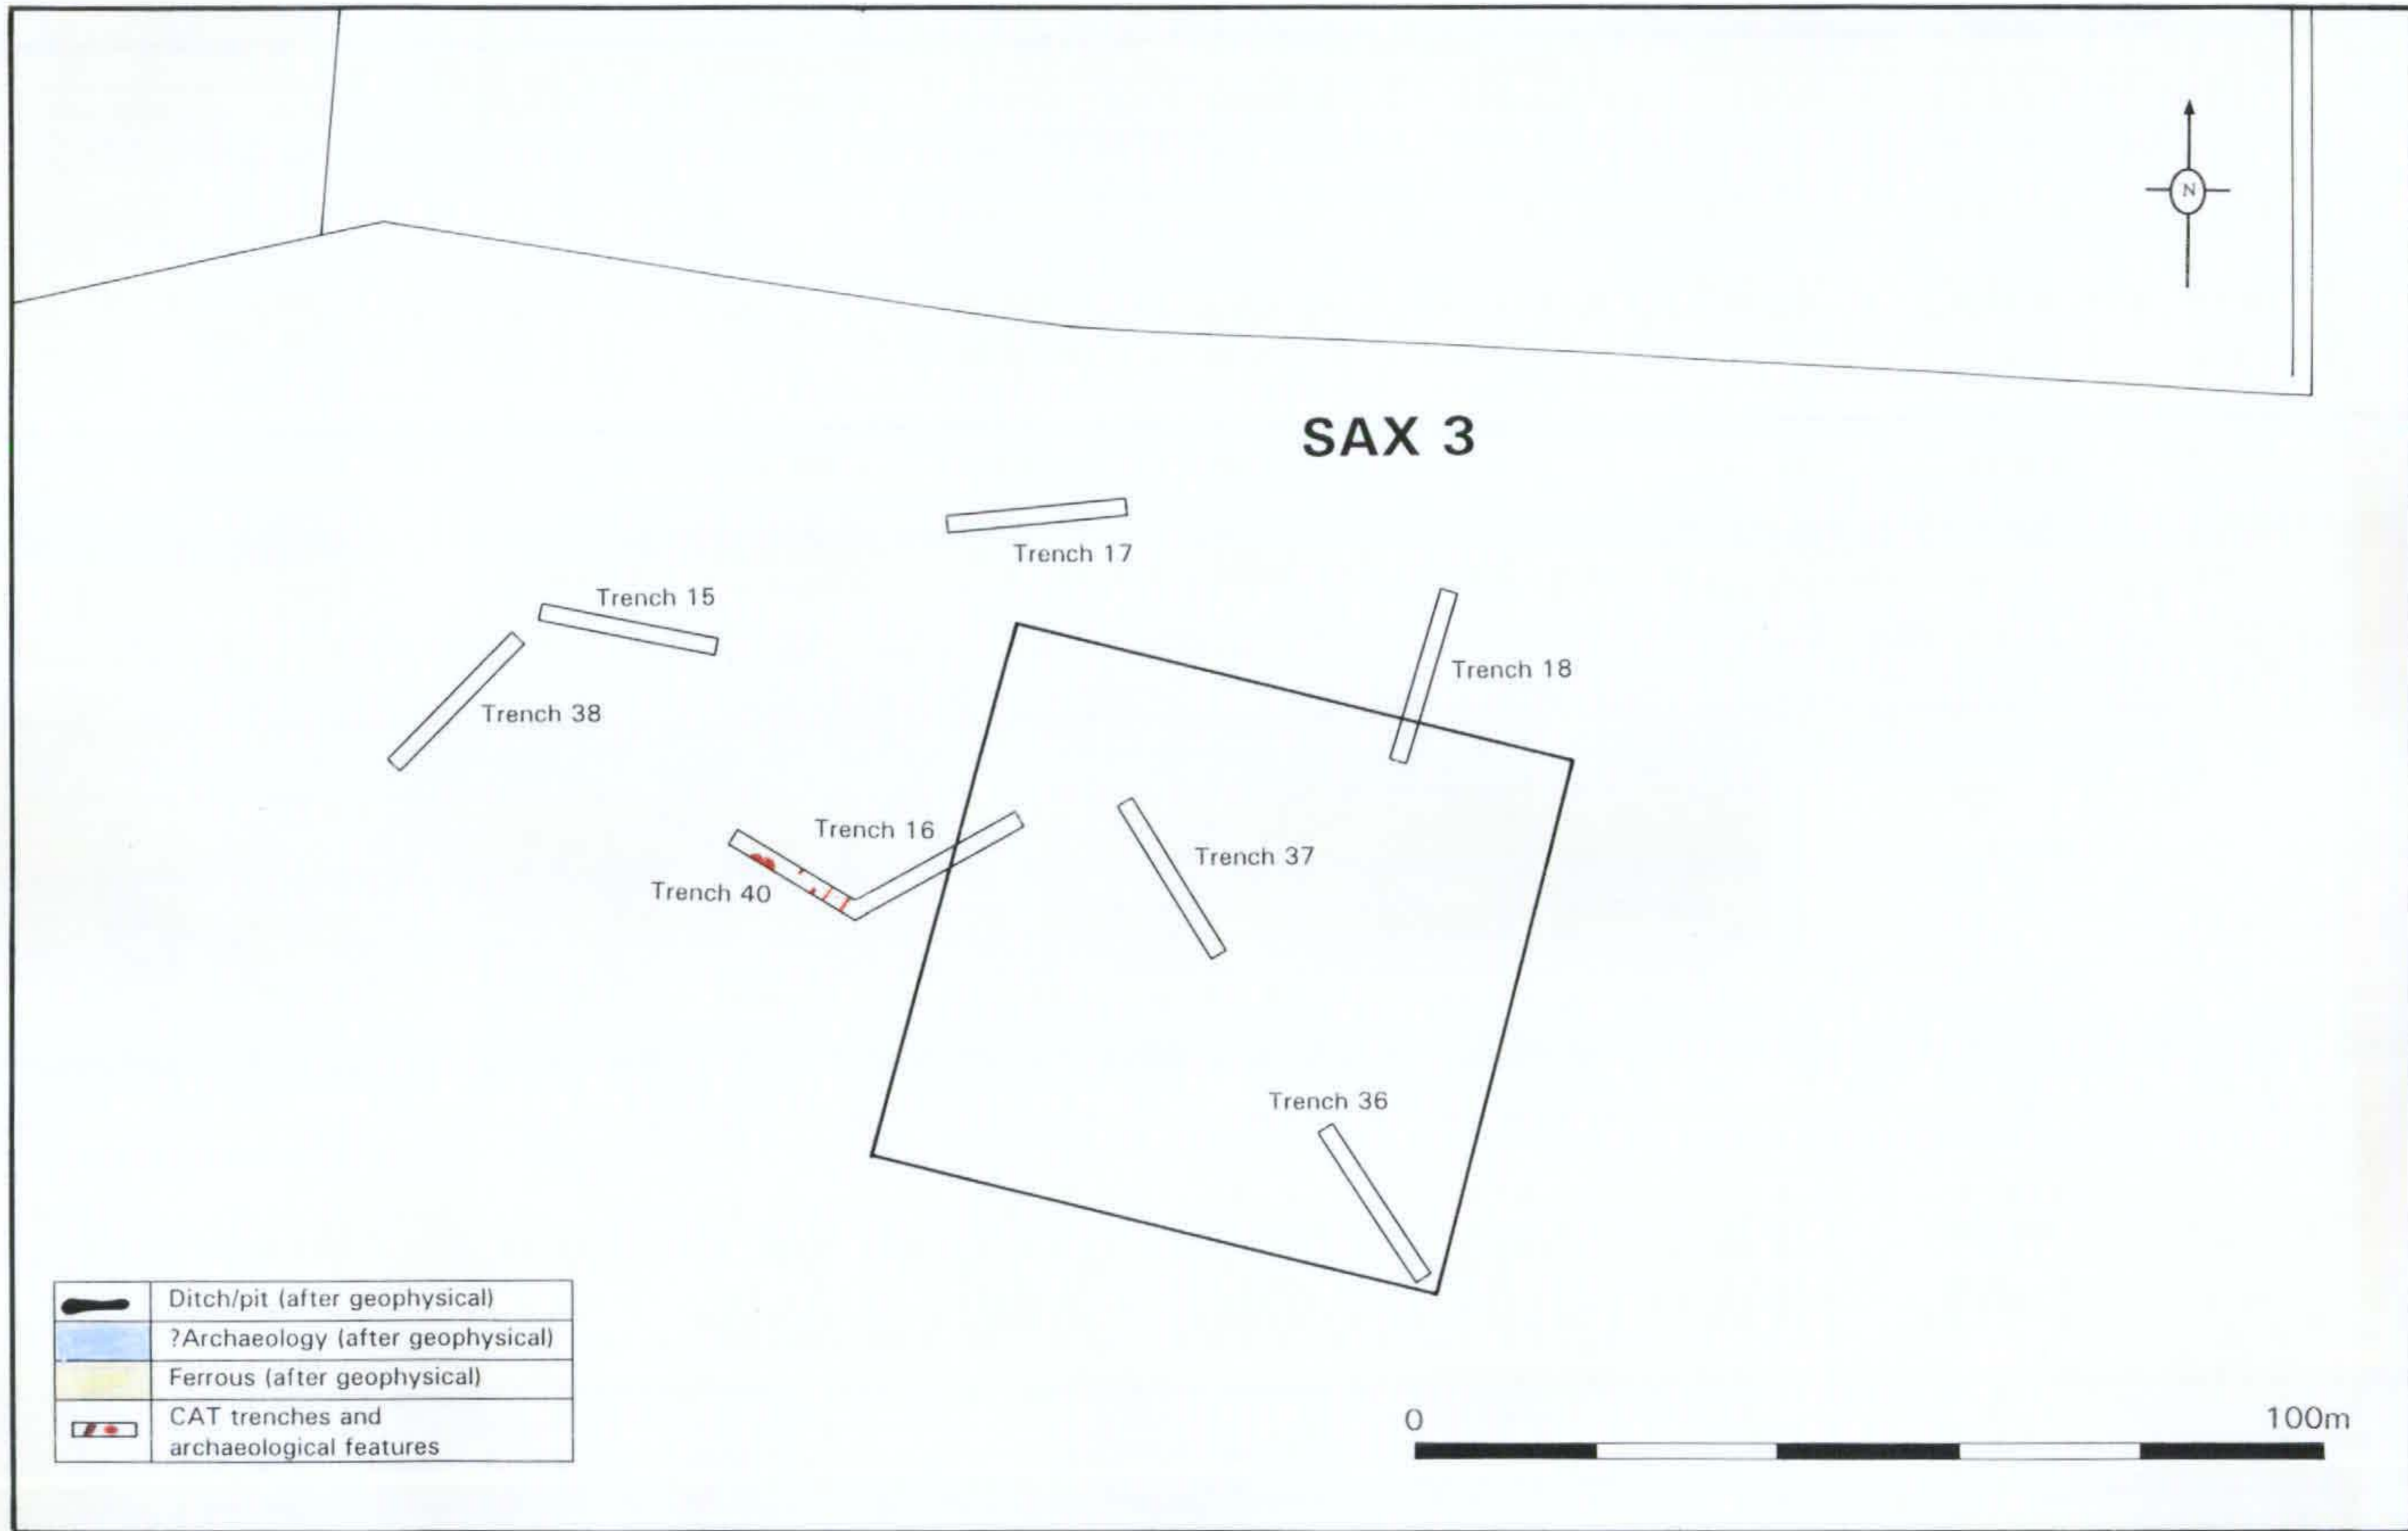 N
SAX 3
Trench 17
Trench 15
Trench 18
Trench 38
Trench 16
Trench 37
Trench 40
Trench 36
Ditch/pit (after geophysical)
?Archaeology (after geophysical)
Ferrous (after geophysical)
CAT trenches and
archaeological features
0 100m